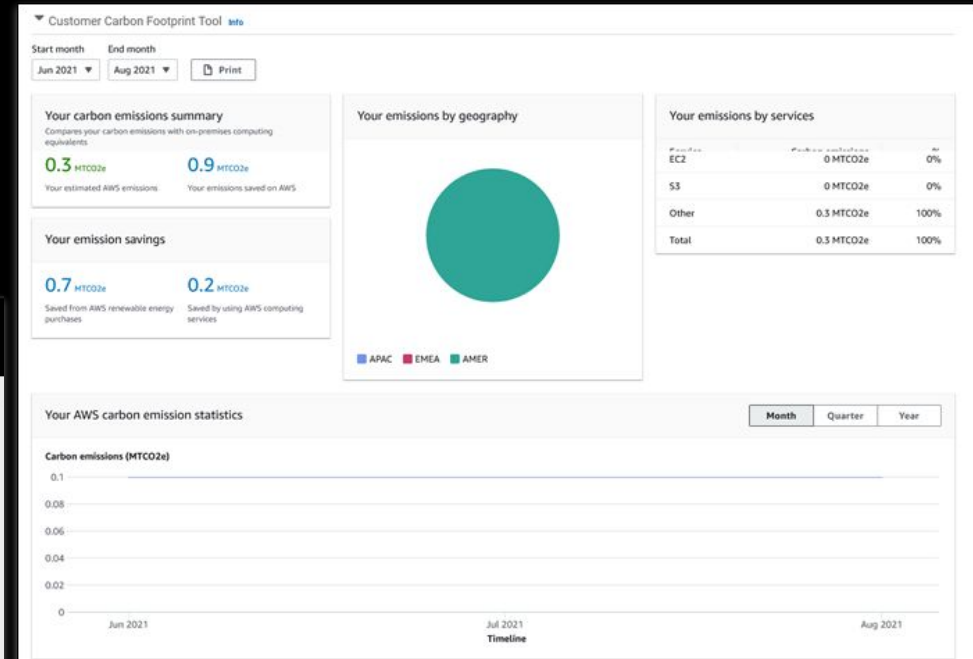 Customer Carbon Footprint Tool Info
Start month End month
Jun 2021 Aug 2021 Print
Your carbon emissions summary
Compares your carbon emissions with on-premises computing
equivalents
0.3 MTCO2e 0.9 MTCO2e
Your estimated AWS emissions Your emissions saved on AWS
Your emission savings
0.7 MTCO2e 0.2 MTCO2e
Saved from AWS renewable energy Saved by using AWS computing
purchases services
Your emissions by geography
APAC EMEA AMER
Your emissions by services
Service Carbon emissions %
EC2 0 MTCO2e 0%
S3 0 MTCO2e 0%
Other 0.3 MTCO2e 100%
Total 0.3 MTCO2e 100%
Your AWS carbon emission statistics
Month Quarter Year
Carbon emissions (MTCO2e)
0.1
0.08
0.06
0.04
0.02
0
Jun 2021 Jul 2021 Aug 2021
Timeline